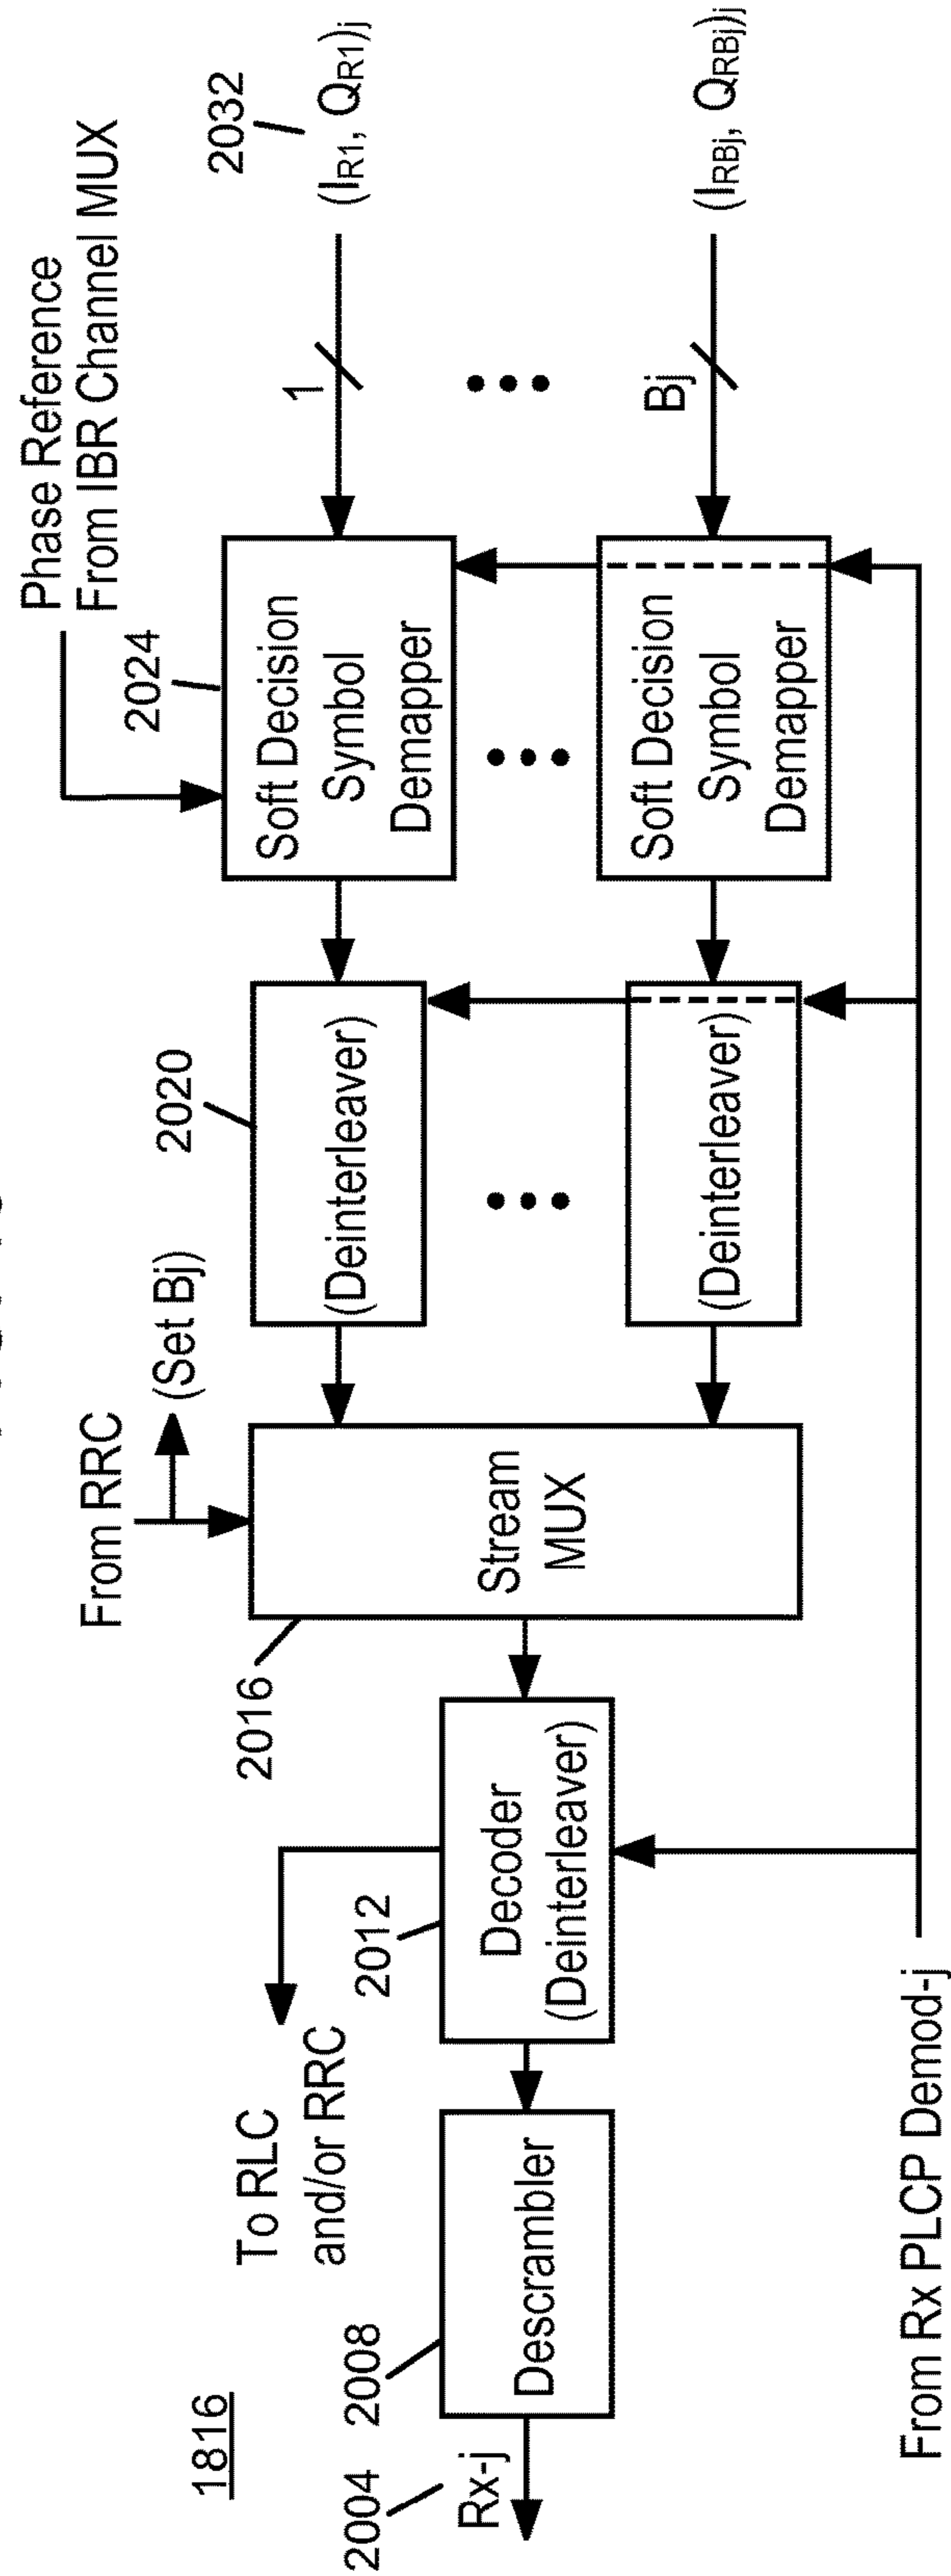 1816
Phase Reference
From IBR Channel MUX
From RRC
(Set Bj)
To RLC
and/or RRC
2004
Rx-j
2008
Descrambler
2012
Decoder
(Deinterleaver)
2016
Stream
MUX
2020
(Deinterleaver)
2024
Soft Decision
Symbol
Demapper
1
2032
(IR1, QR1)j
(Deinterleaver)
Soft Decision
Symbol
Demapper
Bj
(IRBj, QRBj)j
From Rx PLCP Demod-j